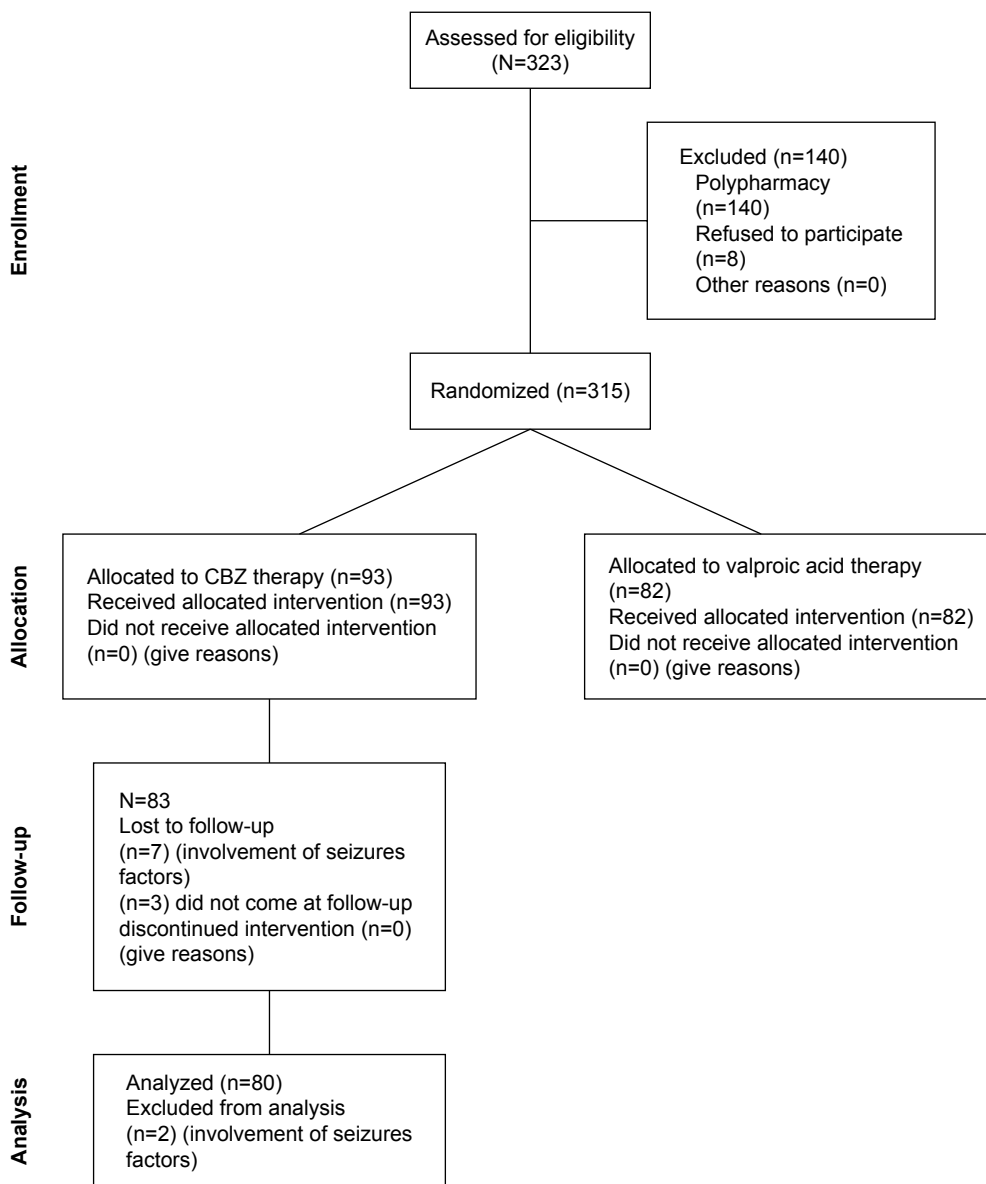 Assessed for eligibility
(N=323)
Enrollment
Excluded (n=140)
Polypharmacy
(n=140)
Refused to participate
(n=8)
Other reasons (n=0)
Randomized (n=315)
Allocation
Allocated to CBZ therapy (n=93)
Received allocated intervention (n=93)
Did not receive allocated intervention
(n=0) (give reasons)
Allocated to valproic acid therapy
(n=82)
Received allocated intervention (n=82)
Did not receive allocated intervention
(n=0) (give reasons)
Follow-up
N=83
Lost to follow-up
(n=7) (involvement of seizures
factors)
(n=3) did not come at follow-up
discontinued intervention (n=0)
(give reasons)
Analysis
Analyzed (n=80)
Excluded from analysis
(n=2) (involvement of seizures
factors)